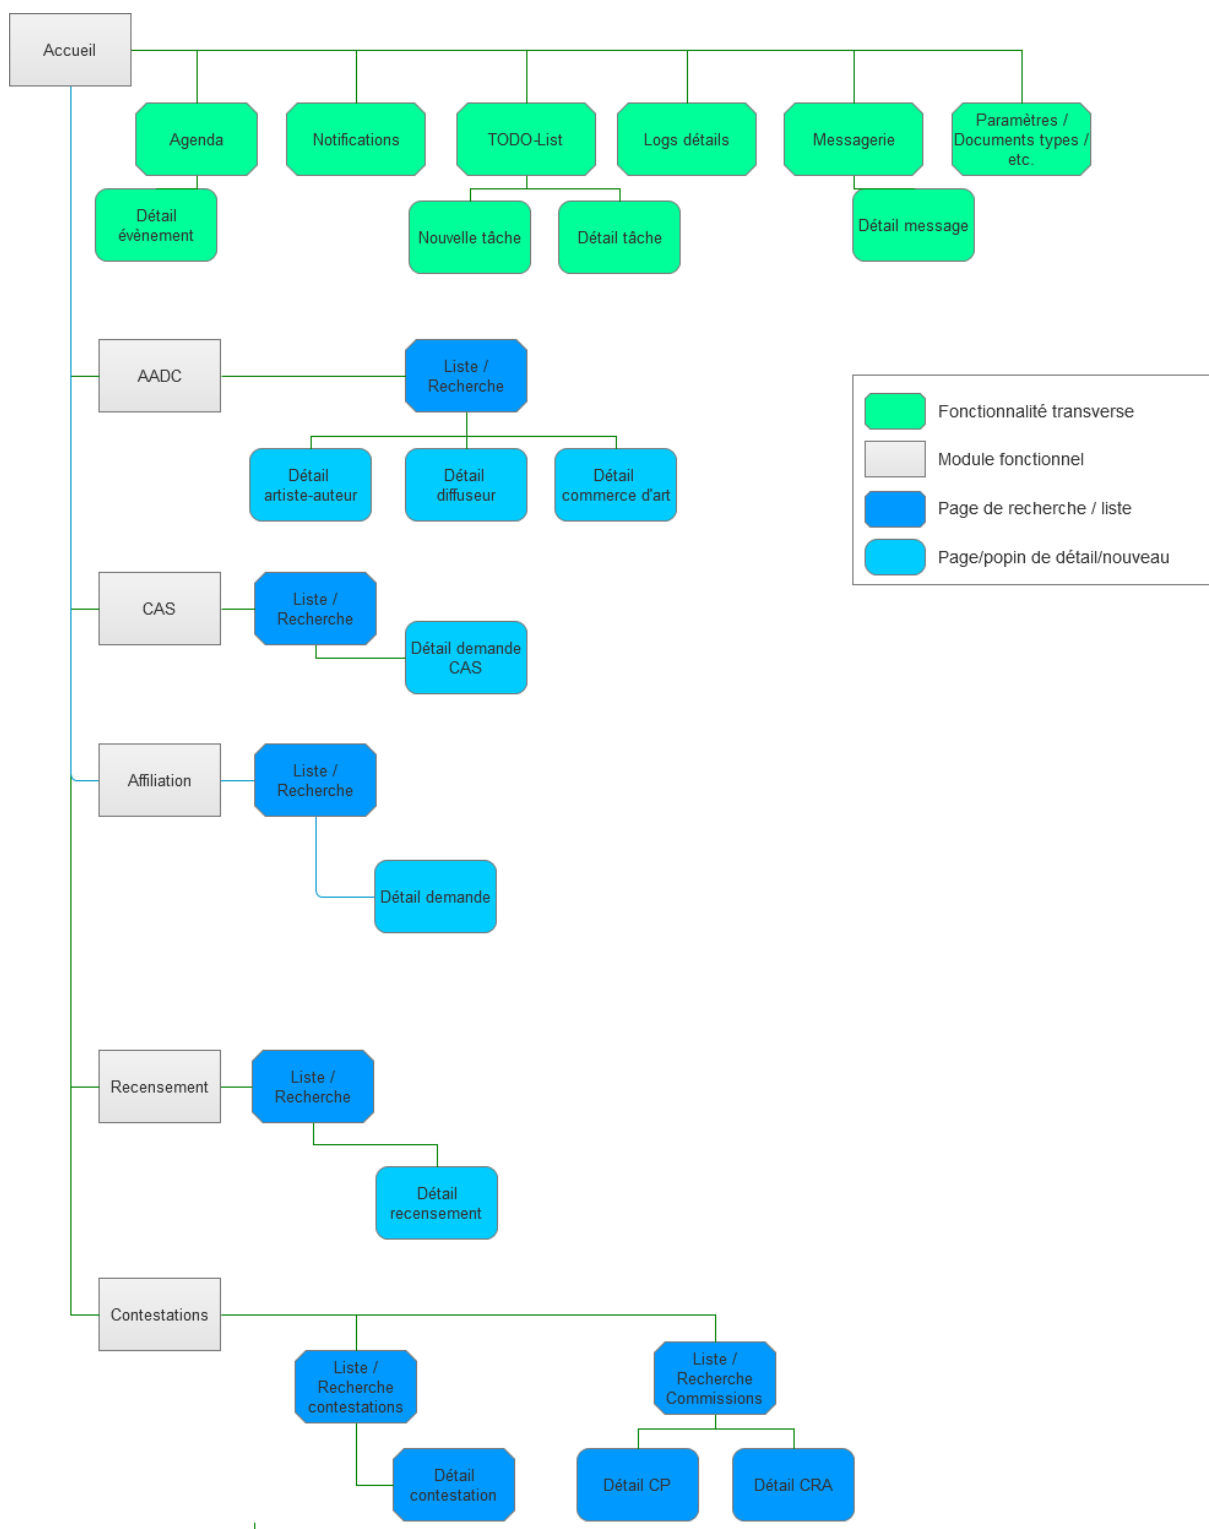 Accueil
Agenda
Notifications
TODO-List
Logs détails
Messagerie
Paramètres /
Documents types /
etc.
Détail
évènement
Nouvelle tâche
Détail tâche
Détail message
AADC
Liste /
Recherche
Détail
artiste-auteur
Détail
diffuseur
Détail
commerce d'art
Fonctionnalité transverse
Module fonctionnel
Page de recherche / liste
Page/popin de détail/nouveau
CAS
Liste /
Recherche
Détail demande
CAS
Affiliation
Liste /
Recherche
Détail demande
Recensement
Liste /
Recherche
Détail
recensement
Contestations
Liste /
Recherche
contestations
Liste /
Recherche
Commissions
Détail
contestation
Détail CP
Détail CRA